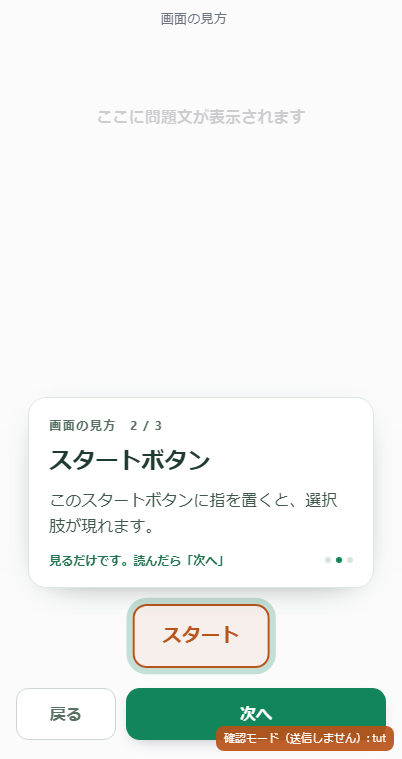 画面の見方
ここに問題文が表示されます
画面の見方 2 / 3
スタートボタン
このスタートボタンに指を置くと、選択
肢が現れます。
見るだけです。読んだら「次へ」
スタート
戻る
次へ
確認モード（送信しません）: tut